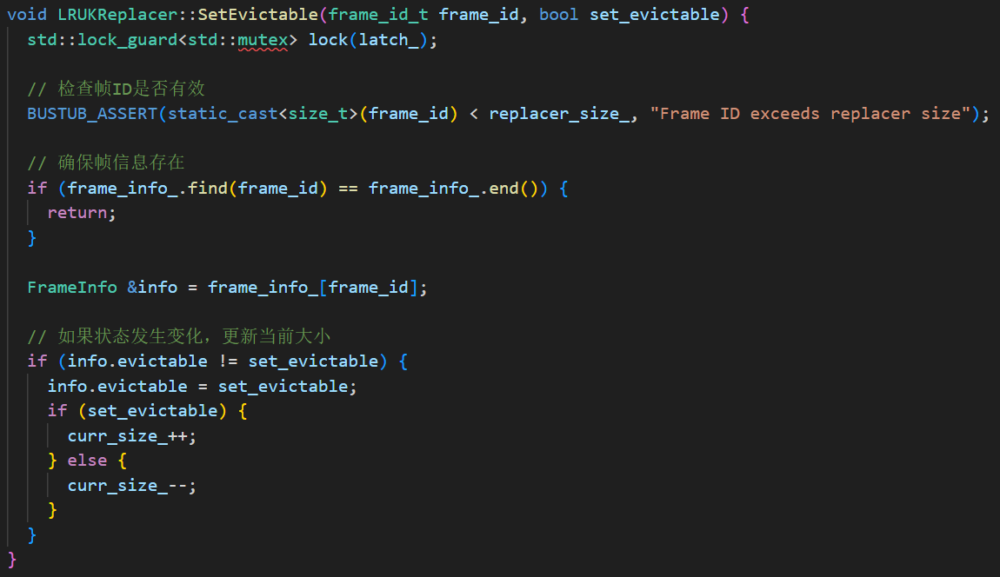 void LRUKReplacer::SetEvictable(frame_id_t frame_id, bool set_evictable) {
  std::lock_guard<std::mutex> lock(latch_);

  // 检查帧ID是否有效
  BUSTUB_ASSERT(static_cast<size_t>(frame_id) < replacer_size_, "Frame ID exceeds replacer size");

  // 确保帧信息存在
  if (frame_info_.find(frame_id) == frame_info_.end()) {
    return;
  }

  FrameInfo &info = frame_info_[frame_id];

  // 如果状态发生变化，更新当前大小
  if (info.evictable != set_evictable) {
    info.evictable = set_evictable;
    if (set_evictable) {
      curr_size_++;
    } else {
      curr_size_--;
    }
  }
}